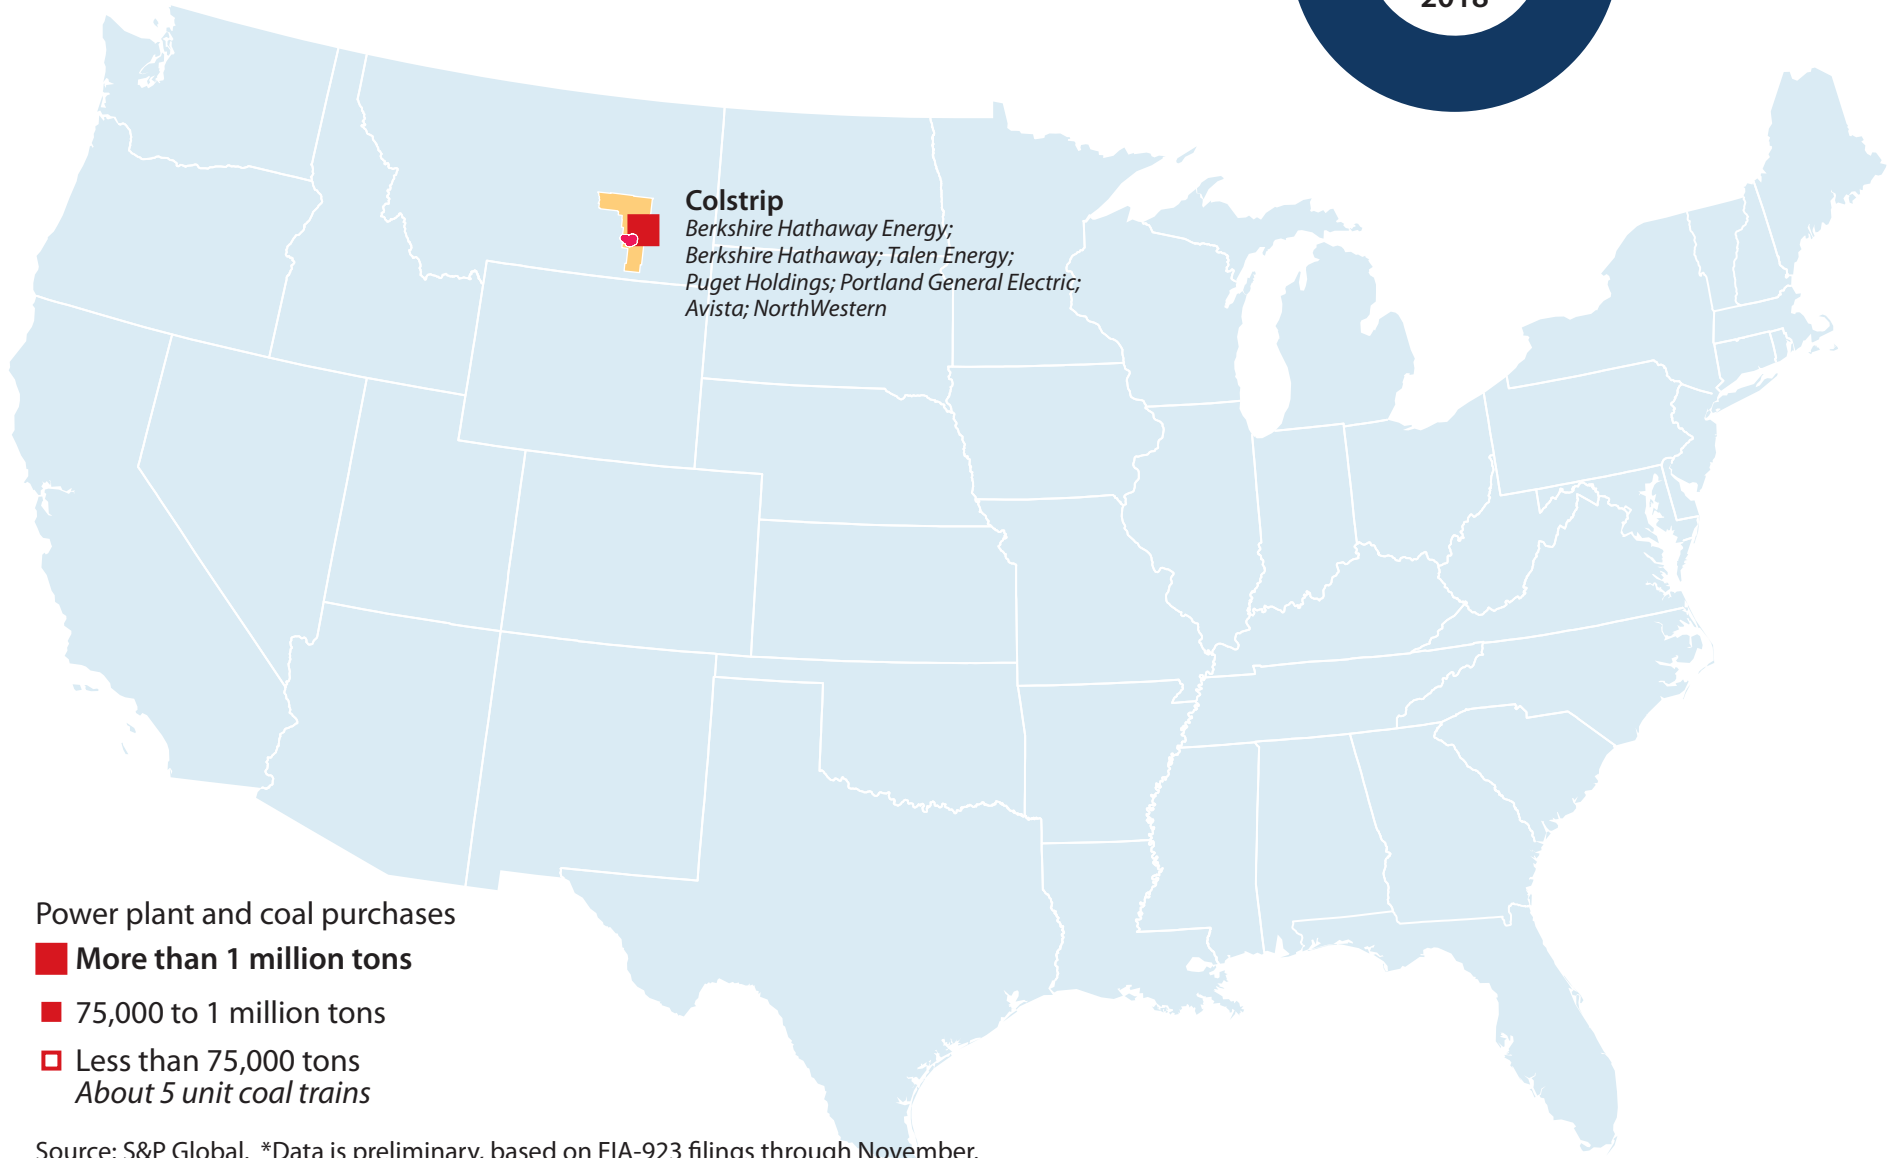 2018
Colstrip
Berkshire Hathaway Energy;
Berkshire Hathaway; Talen Energy;
Puget Holdings; Portland General Electric;
Avista; NorthWestern
Power plant and coal purchases
More than 1 million tons
75,000 to 1 million tons
Less than 75,000 tons
About 5 unit coal trains
Source: S&P Global. *Data is preliminary, based on EIA-923 filings through November.